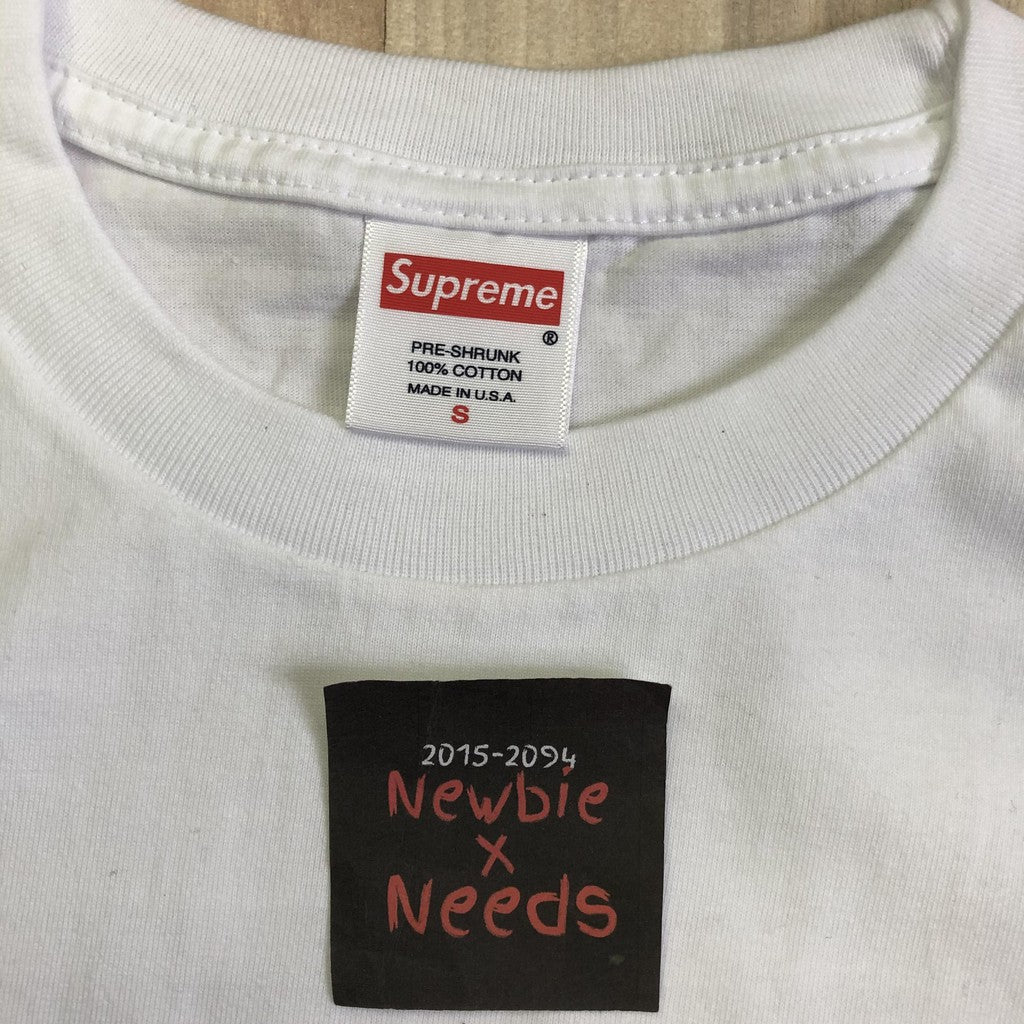 Supreme
®
PRE-SHRUNK
100% COTTON
MADE IN U.S.A.
S
2015-2094
Newbie
x
Needs